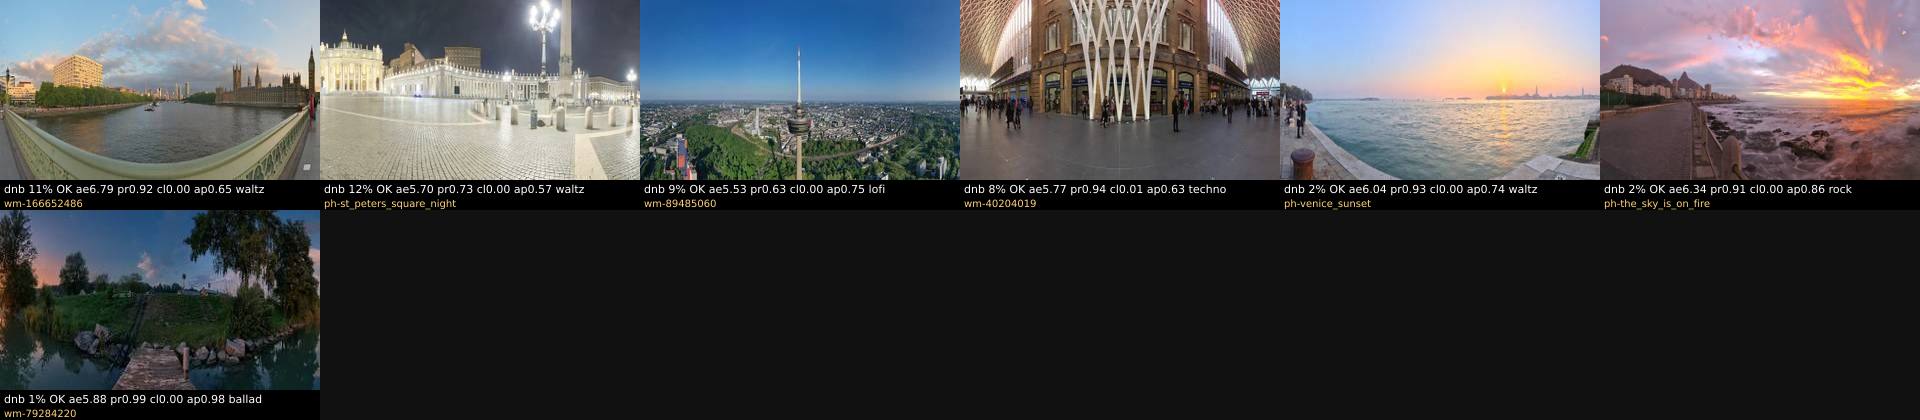 dnb 11% OK ae6.79 pr0.92 cl0.00 ap0.65 waltz
wm-166652486
dnb 12% OK ae5.70 pr0.73 cl0.00 ap0.57 waltz
ph-st_peters_square_night
dnb 9% OK ae5.53 pr0.63 cl0.00 ap0.75 lofi
wm-89485060
dnb 8% OK ae5.77 pr0.94 cl0.01 ap0.63 techno
wm-40204019
dnb 2% OK ae6.04 pr0.93 cl0.00 ap0.74 waltz
ph-venice_sunset
dnb 2% OK ae6.34 pr0.91 cl0.00 ap0.86 rock
ph-the_sky_is_on_fire
dnb 1% OK ae5.88 pr0.99 cl0.00 ap0.98 ballad
wm-79284220